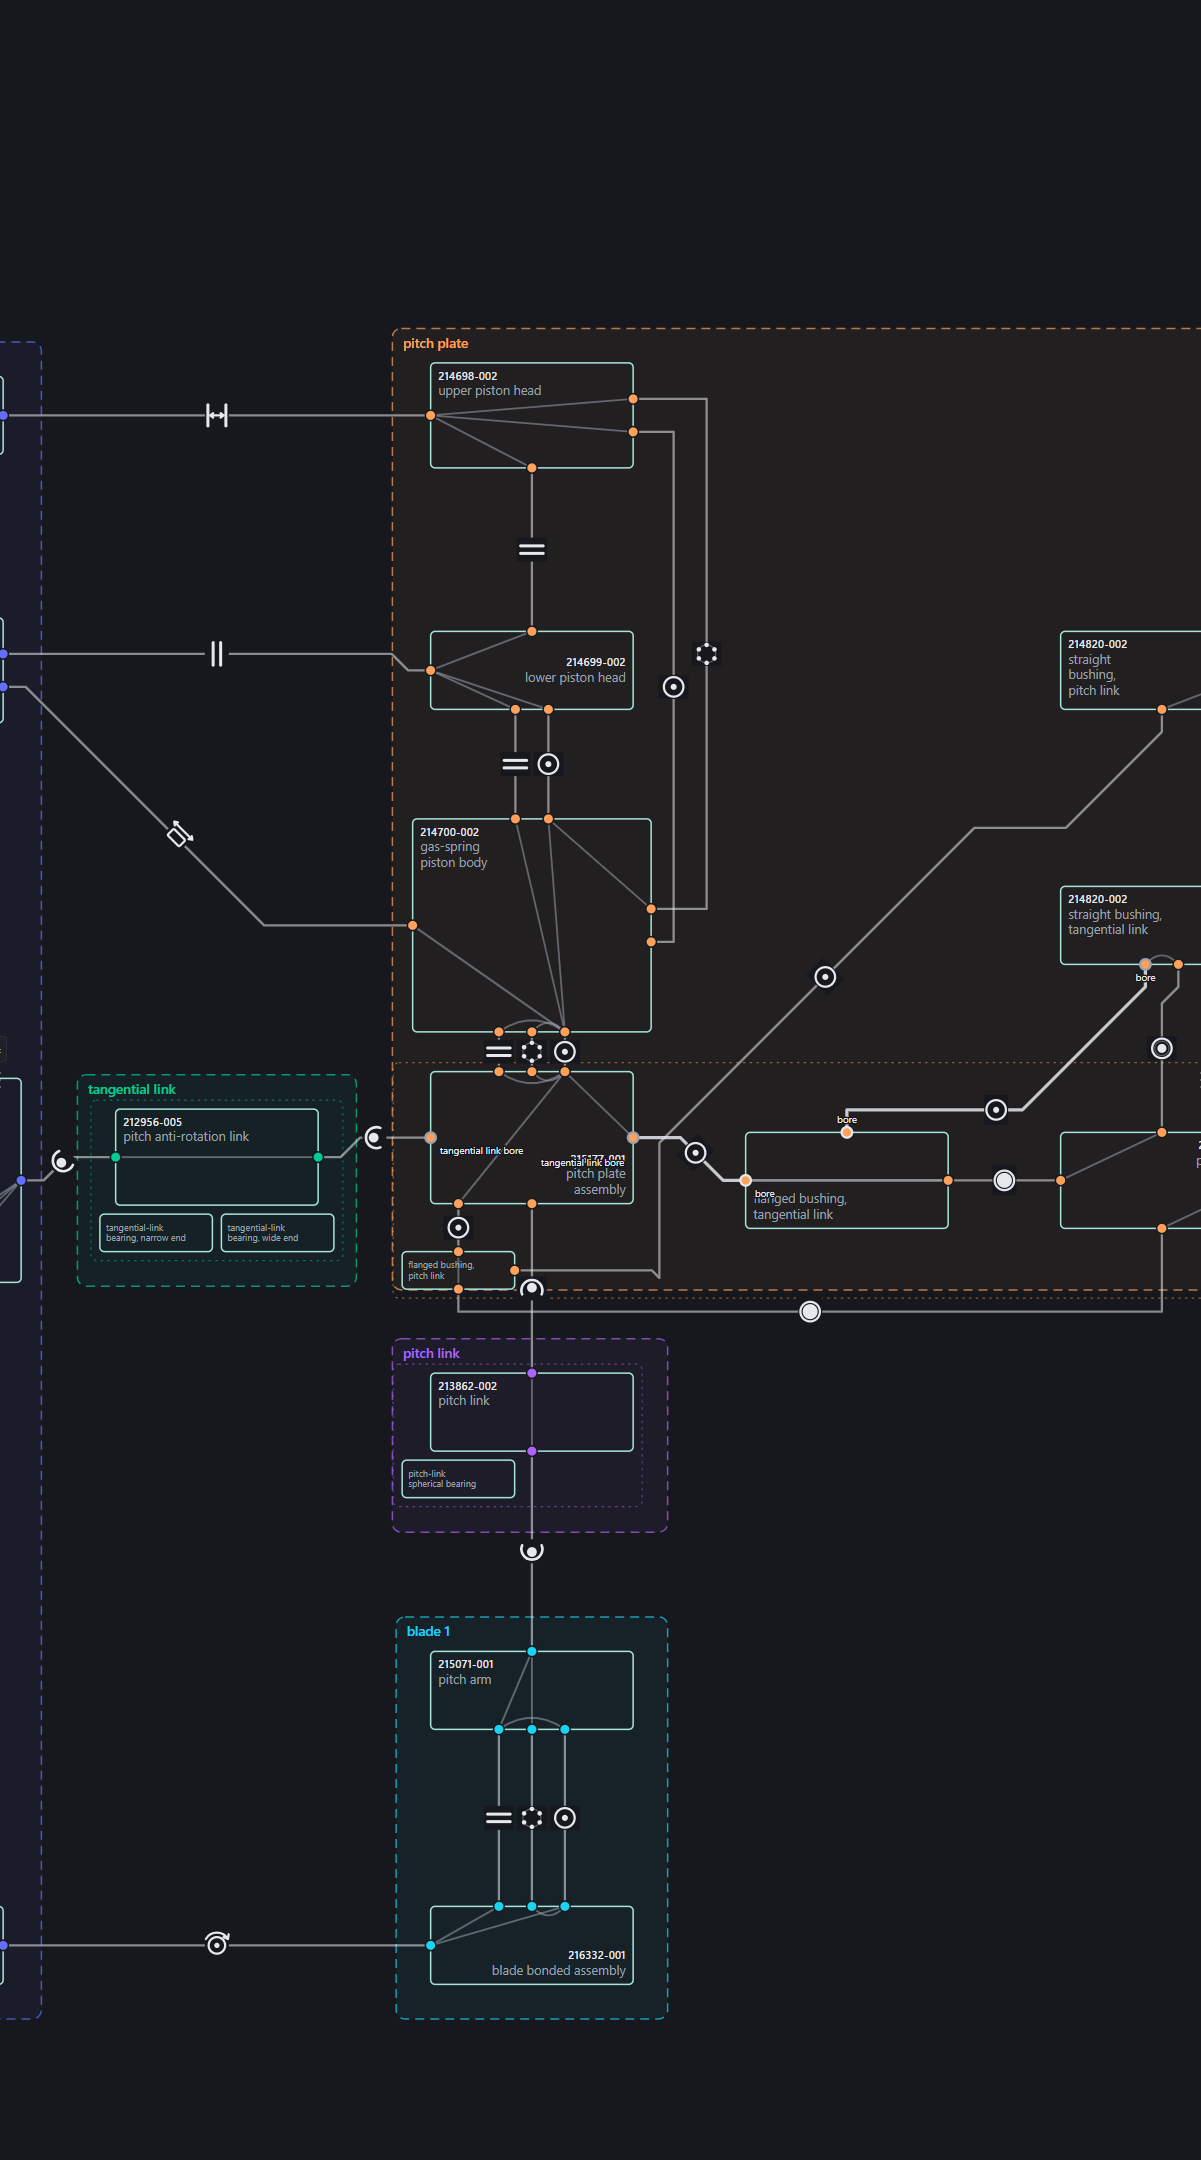 pitch plate
214698-002
upper piston head
214699-002
lower piston head
214820-002
straight
bushing,
pitch link
214700-002
gas-spring
piston body
214820-002
straight bushing,
tangential link
bore
tangential link
212956-005
pitch anti-rotation link
tangential-link
bearing, narrow end
tangential-link
bearing, wide end
tangential link bore
tangential link bore
pitch plate
assembly
bore
bore
flanged bushing,
tangential link
flanged bushing,
pitch link
pitch link
213862-002
pitch link
pitch-link
spherical bearing
blade 1
215071-001
pitch arm
216332-001
blade bonded assembly